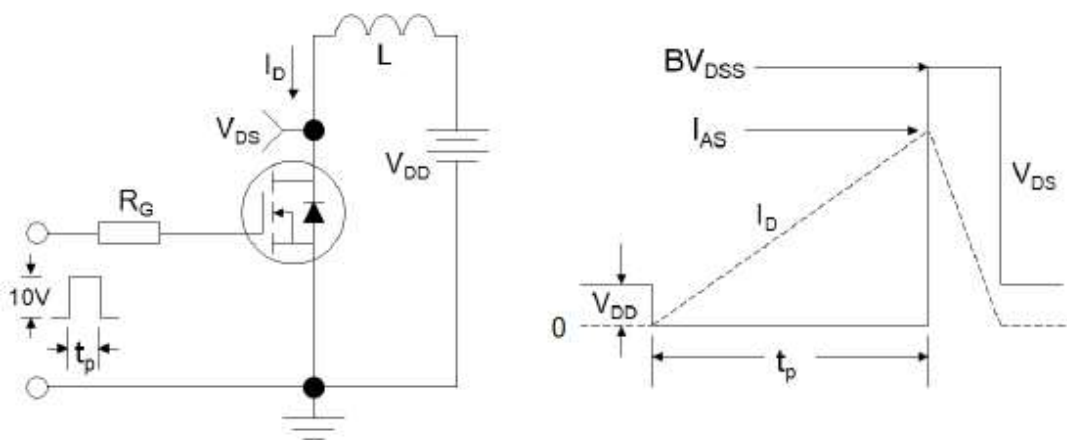 L
I_D
V_DS
V_DD
R_G
10V
t_p
BV_DSS
I_AS
V_DS
I_D
V_DD
0
t_p